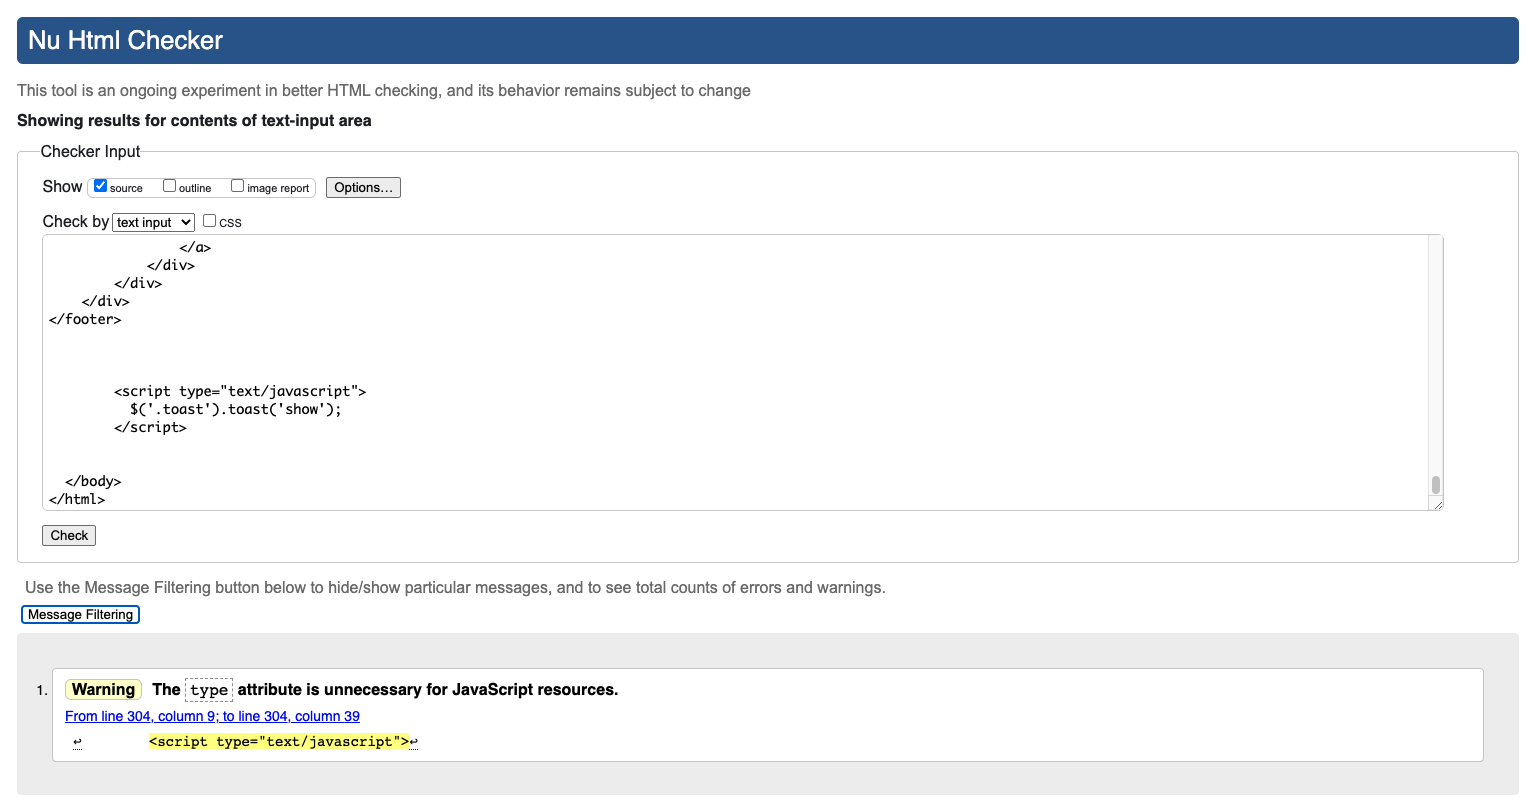 Nu Html Checker
This tool is an ongoing experiment in better HTML checking, and its behavior remains subject to change
Showing results for contents of text-input area
Checker Input
Show source outline image report Options...
Check by text input CSS
</a>
</div>
</div>
</div>
</footer>
<script type="text/javascript">
$('.toast').toast('show');
</script>
</body>
</html>
Check
Use the Message Filtering button below to hide/show particular messages, and to see total counts of errors and warnings.
Message Filtering
1. Warning The type attribute is unnecessary for JavaScript resources.
From line 304, column 9; to line 304, column 39
↩ <script type="text/javascript">↩